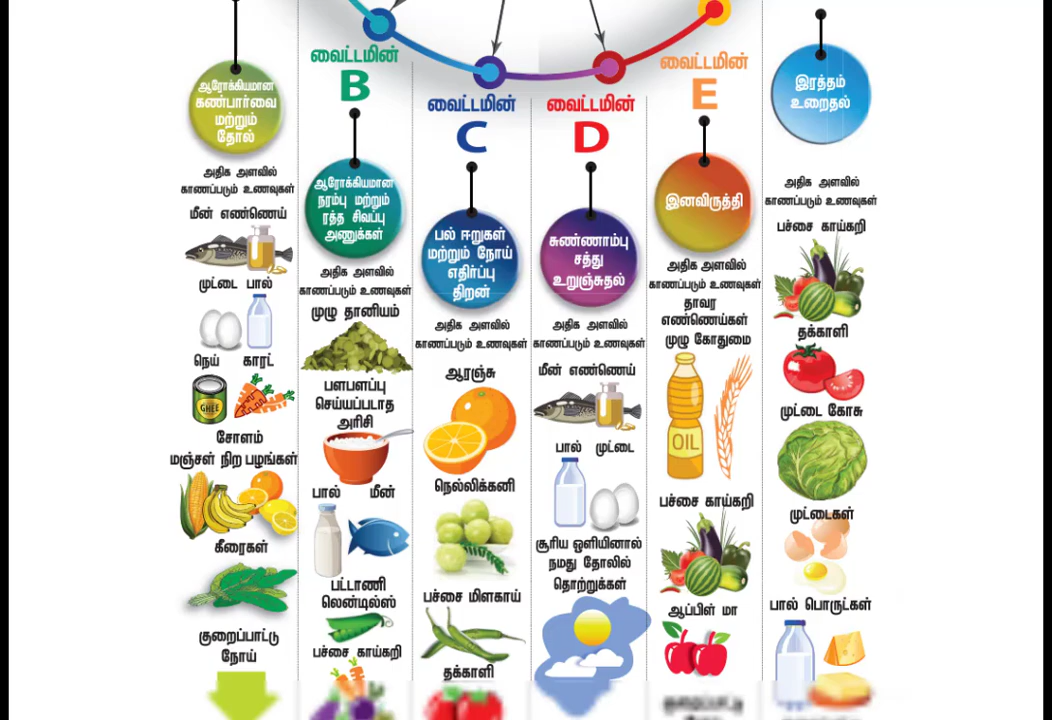 ஆரோக்கியமான
கண்பார்வை
மற்றும்
தோல்
அதிக அளவில்
காணப்படும் உணவுகள்
மீன் எண்ணெய்
முட்டை பால்
நெய் காரட்
GHEE
சோளம்
மஞ்சள் நிற பழங்கள்
கீரைகள்
குறைப்பாட்டு
நோய்
வைட்டமின்
B
ஆரோக்கியமான
நரம்பு மற்றும்
ரத்த சிவப்பு
அணுக்கள்
அதிக அளவில்
காணப்படும் உணவுகள்
முழு தானியம்
பளபளப்பு
செய்யப்படாத
அரிசி
பால் மீன்
பட்டாணி
லென்டில்ஸ்
பச்சை காய்கறி
வைட்டமின்
C
பல் ஈறுகள்
மற்றும் நோய்
எதிர்ப்பு
திறன்
அதிக அளவில்
காணப்படும் உணவுகள்
ஆரஞ்சு
நெல்லிக்கனி
பச்சை மிளகாய்
தக்காளி
வைட்டமின்
D
சுண்ணாம்பு
சத்து
உறுஞ்சுதல்
அதிக அளவில்
காணப்படும் உணவுகள்
மீன் எண்ணெய்
பால் முட்டை
சூரிய ஒளியினால்
நமது தோலில்
தொற்றுக்கள்
வைட்டமின்
E
இனவிருத்தி
அதிக அளவில்
காணப்படும் உணவுகள்
தாவர
எண்ணெய்கள்
முழு கோதுமை
OIL
பச்சை காய்கறி
ஆப்பிள் மா
இரத்தம்
உறைதல்
அதிக அளவில்
காணப்படும் உணவுகள்
பச்சை காய்கறி
தக்காளி
முட்டை கோசு
முட்டைகள்
பால் பொருட்கள்